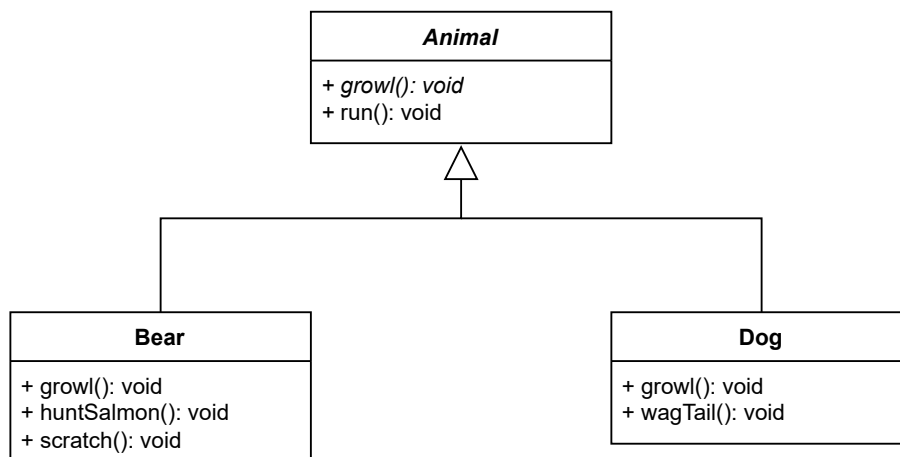 Animal
+ growl(): void
+ run(): void
Bear
+ growl(): void
+ huntSalmon(): void
+ scratch(): void
Dog
+ growl(): void
+ wagTail(): void